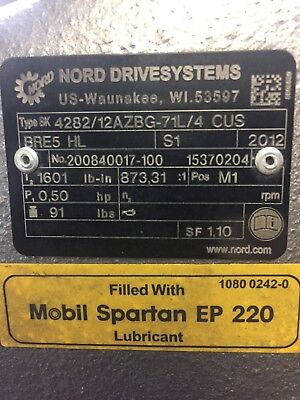 NORD DRIVESYSTEMS
US-Waunakee, WI.53597
Type SK 4282/12AZBG-71L/4 CUS
BRE5 HL S1 2012
No.200840017-100 15370204
1601 lb-in 873,31 :1 Pos M1
P₁ 0,50 hp n₂ rpm
91 lbs
SF 1,10
www.nord.com
Filled With 1080 0242-0
Mobil Spartan EP 220
Lubricant